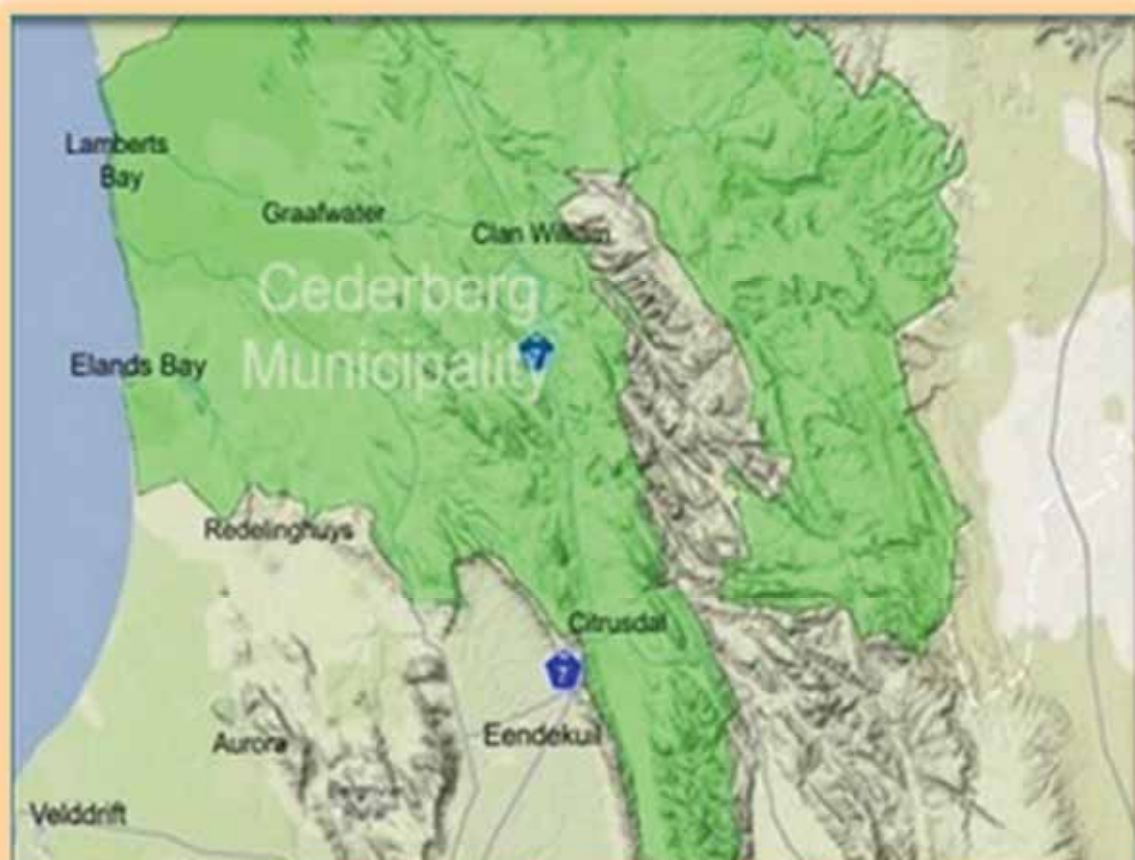 Lamberts
Bay
Graafwater
Clan William
Cederberg
Municipality
7
Elands Bay
Redelinghuys
Citrusdal
7
Eendekuil
Aurora
Velddrift